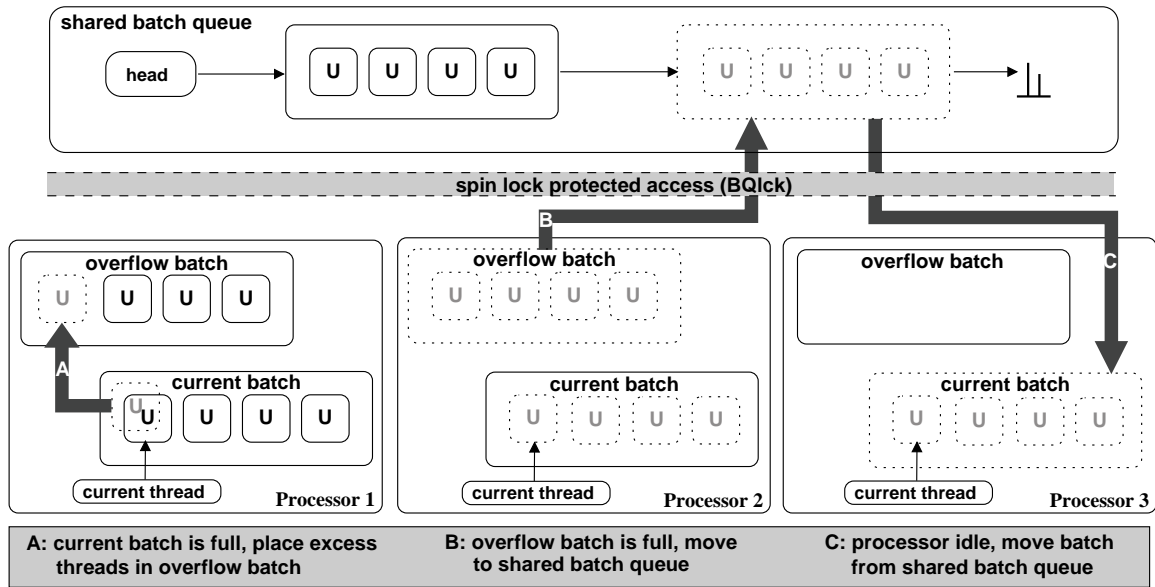 shared batch queue
head
U U U U
U U U U
spin lock protected access (BQlck)
overflow batch
U U U U
A
current batch
U U U U U
current thread
Processor 1
B
overflow batch
U U U U
current batch
U U U U
current thread
Processor 2
C
overflow batch
current batch
U U U U
current thread
Processor 3
A: current batch is full, place excess
threads in overflow batch
B: overflow batch is full, move
to shared batch queue
C: processor idle, move batch
from shared batch queue